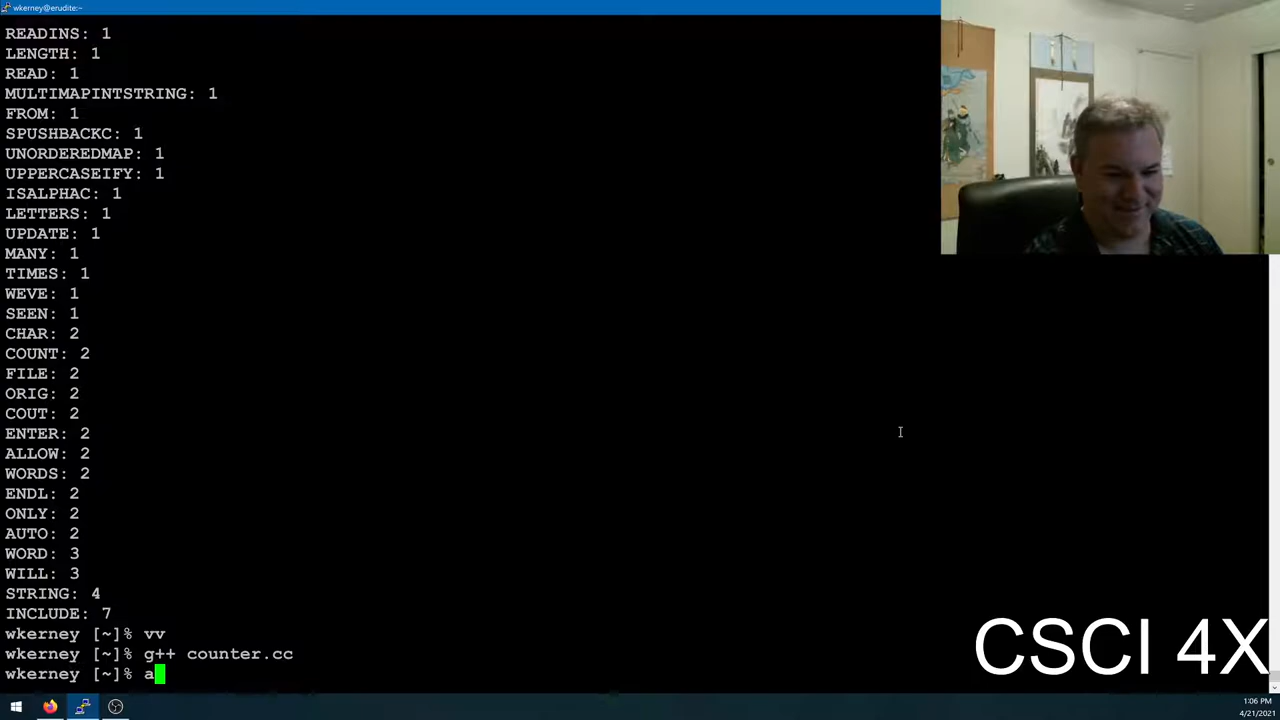 wkerney@erudite:~
READINS: 1
LENGTH: 1
READ: 1
MULTIMAPINTSTRING: 1
FROM: 1
SPUSHBACKC: 1
UNORDEREDMAP: 1
UPPERCASEIFY: 1
ISALPHAC: 1
LETTERS: 1
UPDATE: 1
MANY: 1
TIMES: 1
WEVE: 1
SEEN: 1
CHAR: 2
COUNT: 2
FILE: 2
ORIG: 2
COUT: 2
ENTER: 2
ALLOW: 2
WORDS: 2
ENDL: 2
ONLY: 2
AUTO: 2
WORD: 3
WILL: 3
STRING: 4
INCLUDE: 7
wkerney [~]% vv
wkerney [~]% g++ counter.cc
wkerney [~]% a
CSCI 4X
1:06 PM
4/21/2021